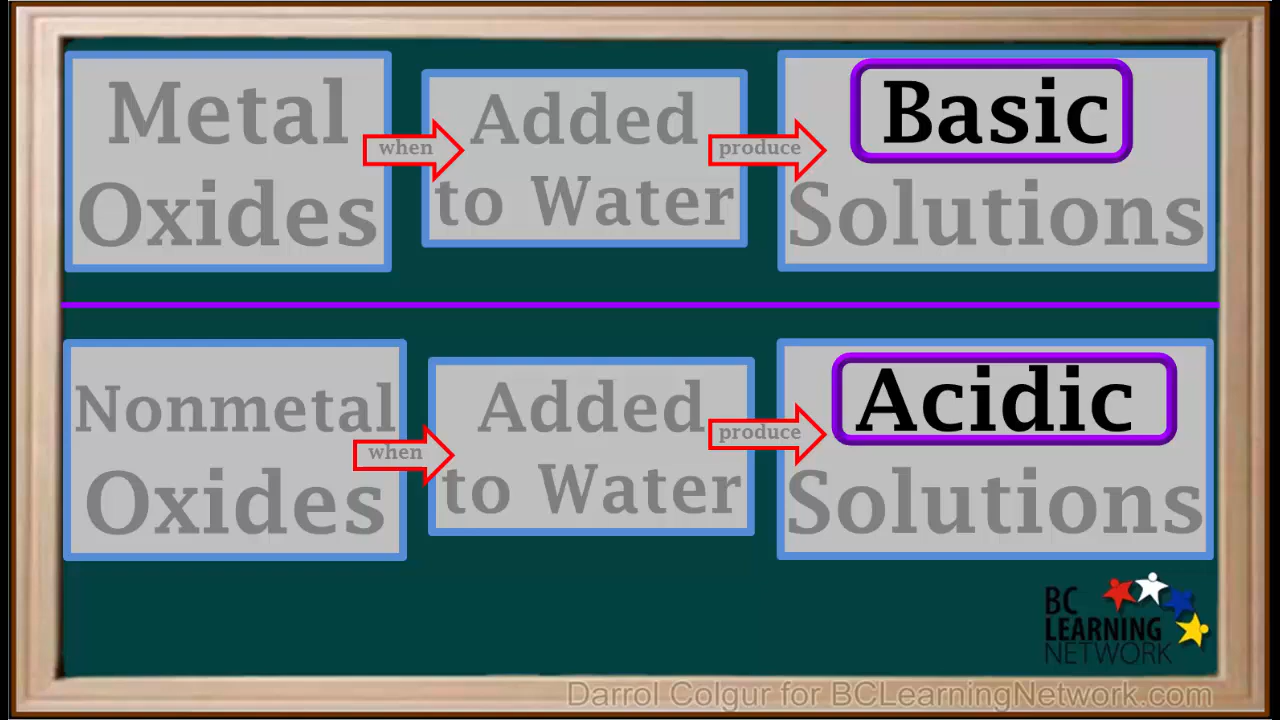 Metal
Oxides
when
Added
to Water
produce
Basic
Solutions
Nonmetal
Oxides
when
Added
to Water
produce
Acidic
Solutions
BC
LEARNING
NETWORK
Darrol Colgur for BCLearningNetwork.com